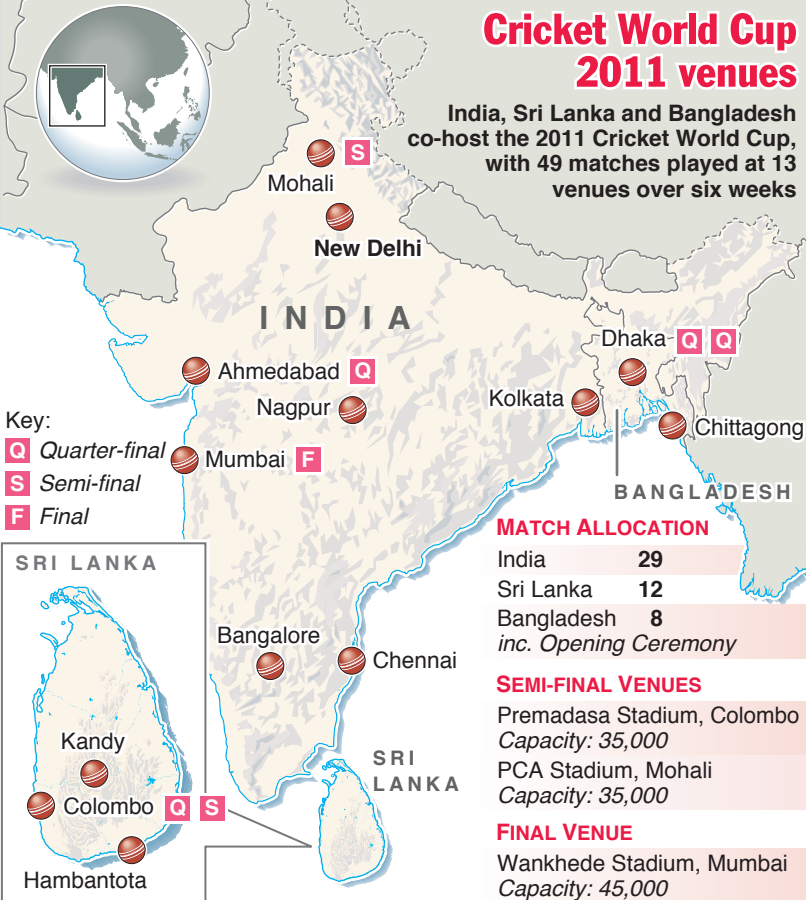 Cricket World Cup
2011 venues
India, Sri Lanka and Bangladesh
co-host the 2011 Cricket World Cup,
with 49 matches played at 13
venues over six weeks
S
Mohali
New Delhi
INDIA
Dhaka Q Q
Ahmedabad Q
Nagpur
Kolkata
Chittagong
Mumbai F
BANGLADESH
Key:
Q Quarter-final
S Semi-final
F Final
Bangalore
Chennai
SRI
LANKA
SRI LANKA
Kandy
Colombo Q S
Hambantota
MATCH ALLOCATION
India 29
Sri Lanka 12
Bangladesh 8
inc. Opening Ceremony
SEMI-FINAL VENUES
Premadasa Stadium, Colombo
Capacity: 35,000
PCA Stadium, Mohali
Capacity: 35,000
FINAL VENUE
Wankhede Stadium, Mumbai
Capacity: 45,000